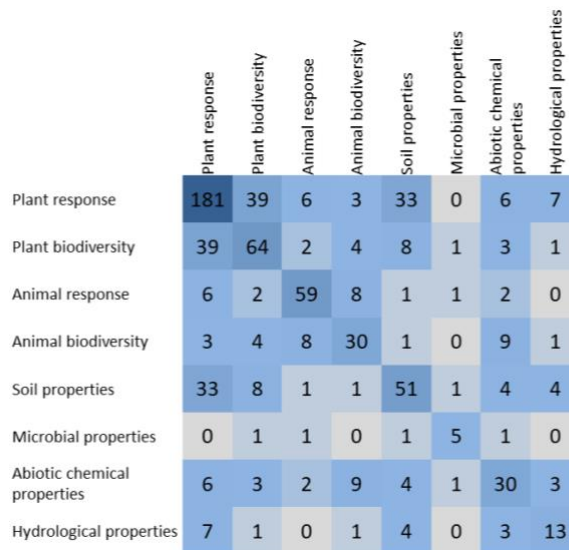 Plant response
Plant biodiversity
Animal response
Animal biodiversity
Soil properties
Microbial properties
Abiotic chemical
properties
Hydrological properties
Plant response 181 39 6 3 33 0 6 7
Plant biodiversity 39 64 2 4 8 1 3 1
Animal response 6 2 59 8 1 1 2 0
Animal biodiversity 3 4 8 30 1 0 9 1
Soil properties 33 8 1 1 51 1 4 4
Microbial properties 0 1 1 0 1 5 1 0
Abiotic chemical
properties 6 3 2 9 4 1 30 3
Hydrological properties 7 1 0 1 4 0 3 13